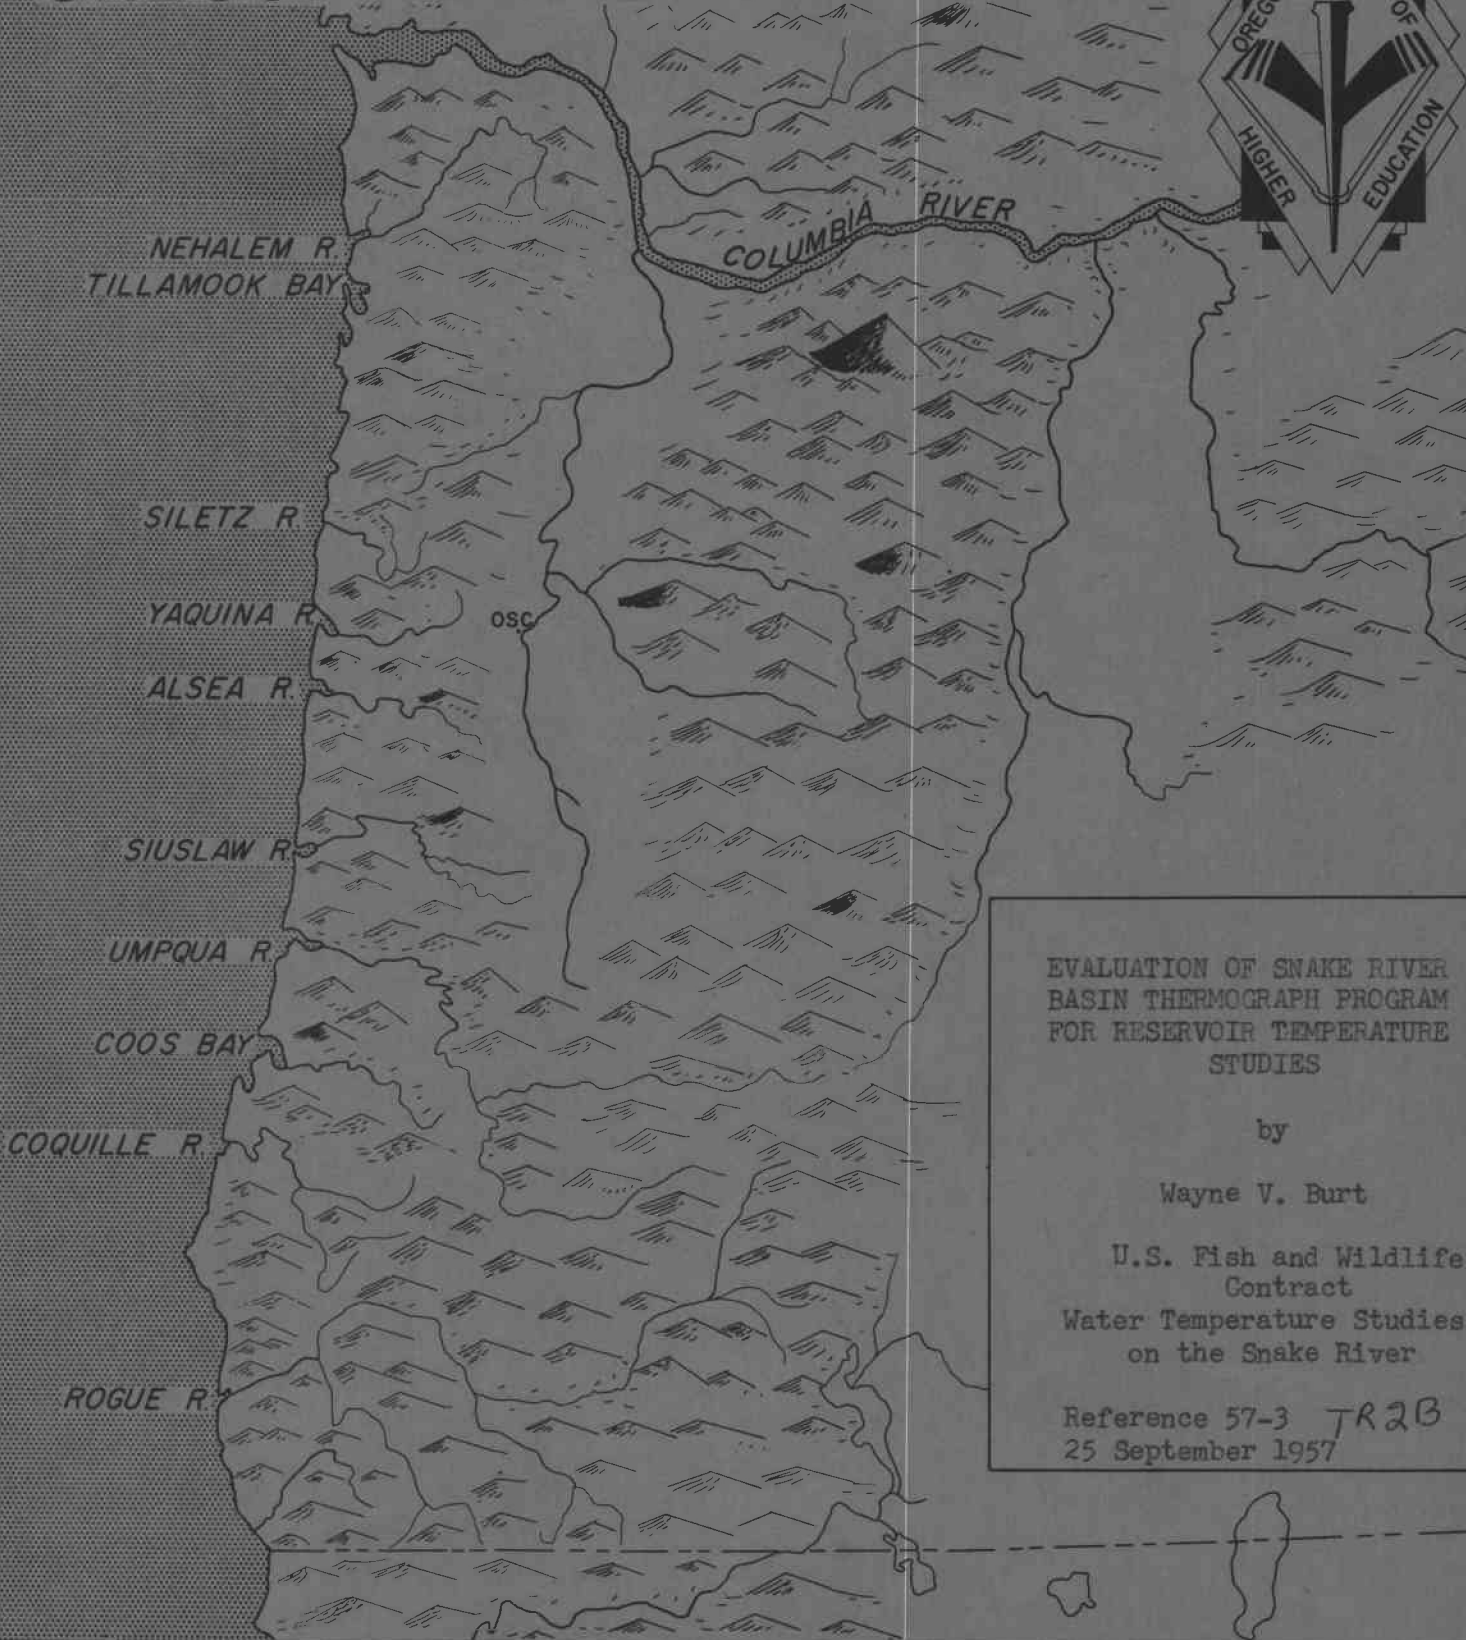 OF
HIGHER
EDUCATION
COLUMBIA RIVER
NEHALEM R.
TILLAMOOK BAY
SILETZ R.
YAQUINA R.
OSC
ALSEA R.
SIUSLAW R.
UMPQUA R.
COOS BAY
COQUILLE R.
ROGUE R.
EVALUATION OF SNAKE RIVER
BASIN THERMOGRAPH PROGRAM
FOR RESERVOIR TEMPERATURE
STUDIES
by
Wayne V. Burt
U.S. Fish and Wildlife
Contract
Water Temperature Studies
on the Snake River
Reference 57-3 TR2B
25 September 1957